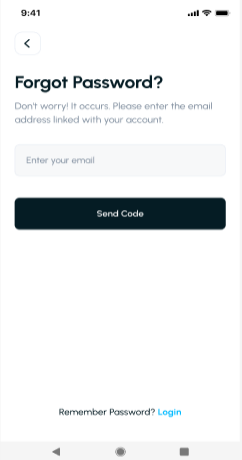 9:41
Forgot Password?
Don't worry! It occurs. Please enter the email
address linked with your account.
Enter your email
Send Code
Remember Password? Login